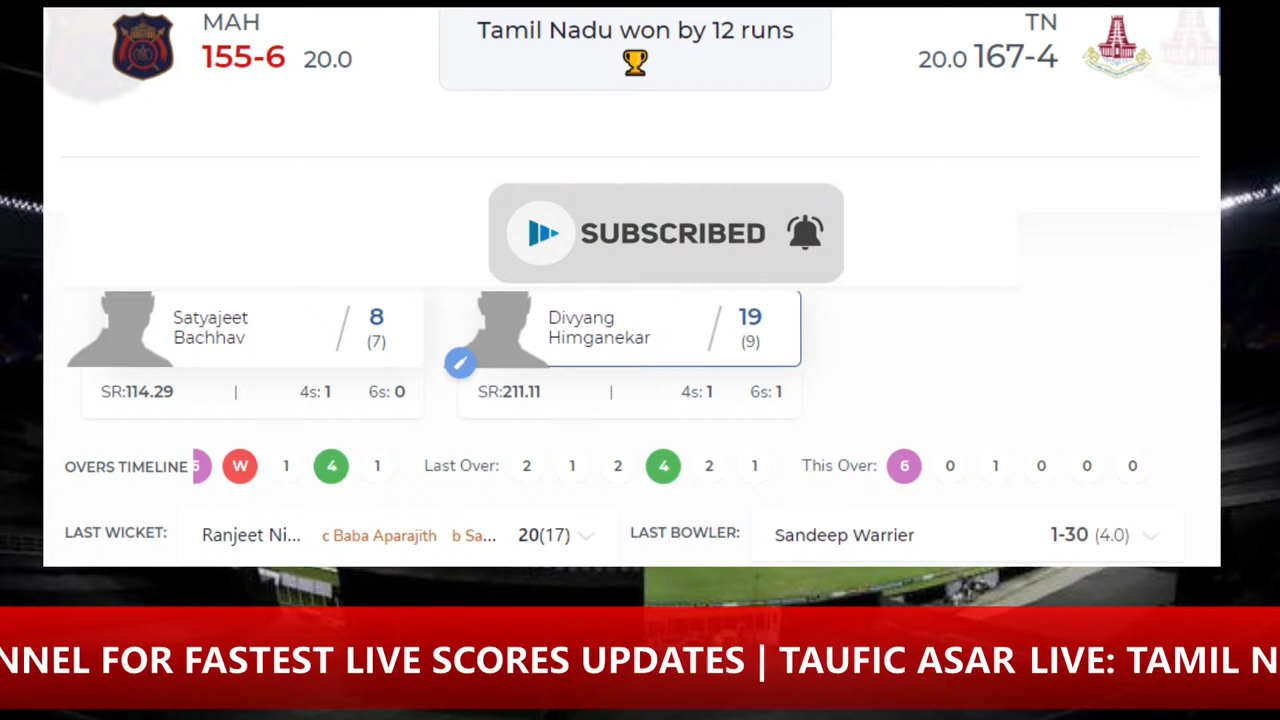 MAH
155-6 20.0
Tamil Nadu won by 12 runs
TN
20.0 167-4
SUBSCRIBED
Satyajeet
Bachhav
8
(7)
SR:114.29 | 4s: 1 6s: 0
Divyang
Himganekar
19
(9)
SR:211.11 | 4s: 1 6s: 1
OVERS TIMELINE 6 W 1 4 1 Last Over: 2 1 2 4 2 1 This Over: 6 0 1 0 0 0
LAST WICKET: Ranjeet Ni... c Baba Aparajith b Sa... 20(17) LAST BOWLER: Sandeep Warrier 1-30 (4.0)
NNEL FOR FASTEST LIVE SCORES UPDATES | TAUFIC ASAR LIVE: TAMIL N